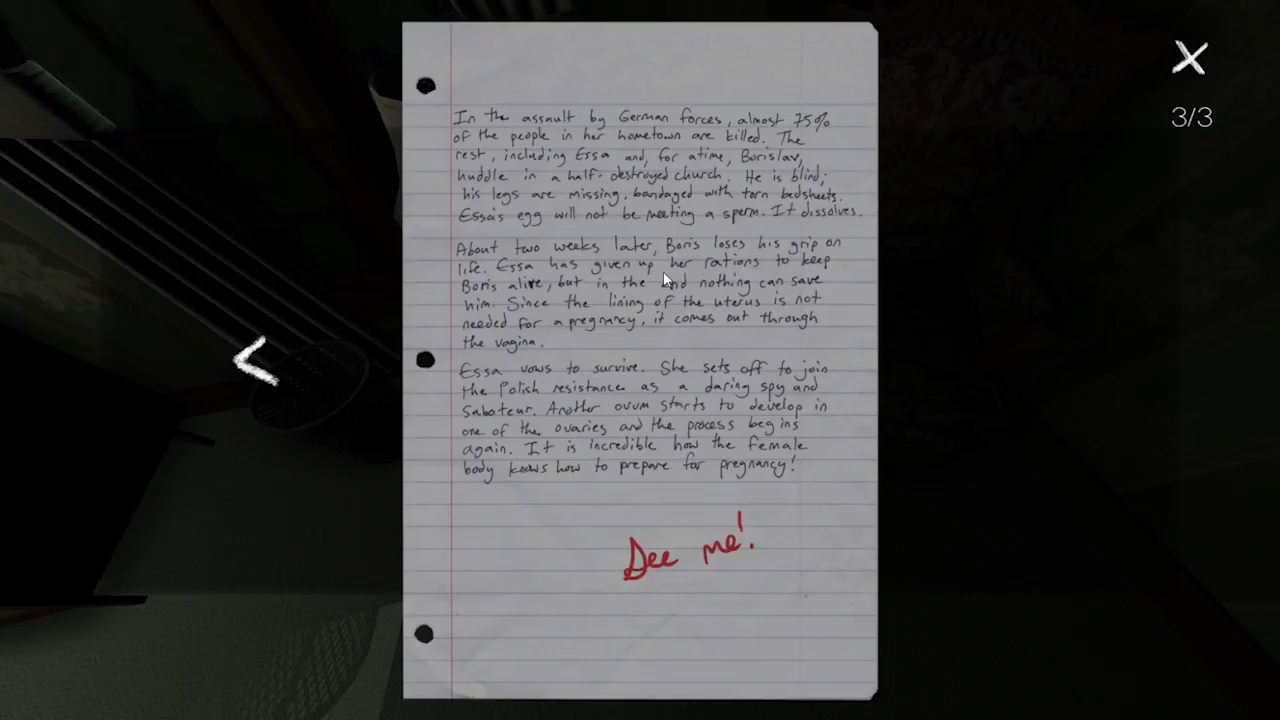 3/3
In the assault by German forces, almost 75%
of the people in her hometown are killed. The
rest, including Essa and, for a time, Borislav,
huddle in a half-destroyed church. He is blind;
his legs are missing, bandaged with torn bedsheets.
Essa's egg will not be meeting a sperm. It dissolves.
About two weeks later, Boris loses his grip on
life. Essa has given up her rations to keep
Boris alive, but in the end nothing can save
him. Since the lining of the uterus is not
needed for a pregnancy, it comes out through
the vagina.
Essa vows to survive. She sets off to join
the Polish resistance as a daring spy and
saboteur. Another ovum starts to develop in
one of the ovaries and the process begins
again. It is incredible how the female
body knows how to prepare for pregnancy!
See me!